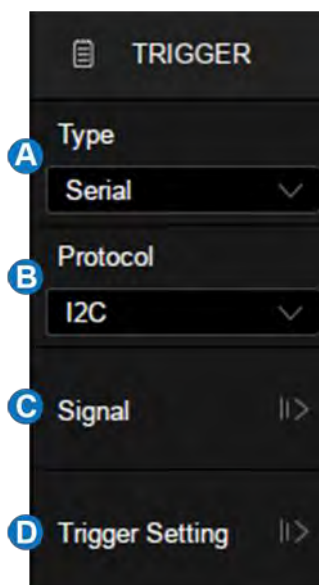 TRIGGER
A
Type
Serial
B
Protocol
I2C
C
Signal
D
Trigger Setting